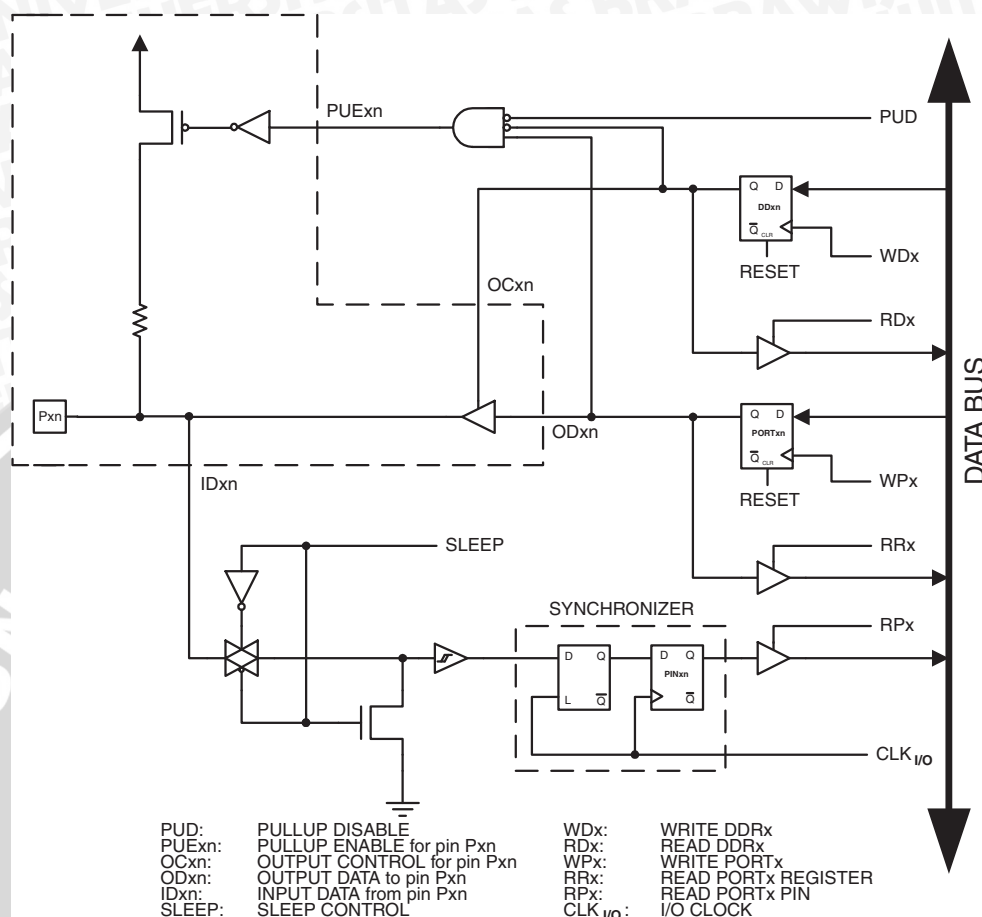 PUExn
PUD
Q D
DDxn
Q CLR
WDx
RESET
OCxn
RDx
DATA BUS
Pxn
Q D
ODxn
PORTxn
Q CLR
WPx
IDxn
RESET
SLEEP
RRx
SYNCHRONIZER
RPx
D Q
D Q
PINxn
L Q
Q
CLK I/O
PUD: PULLUP DISABLE
PUExn: PULLUP ENABLE for pin Pxn
OCxn: OUTPUT CONTROL for pin Pxn
ODxn: OUTPUT DATA to pin Pxn
IDxn: INPUT DATA from pin Pxn
SLEEP: SLEEP CONTROL
WDx: WRITE DDRx
RDx: READ DDRx
WPx: WRITE PORTx
RRx: READ PORTx REGISTER
RPx: READ PORTx PIN
CLK I/O: I/O CLOCK